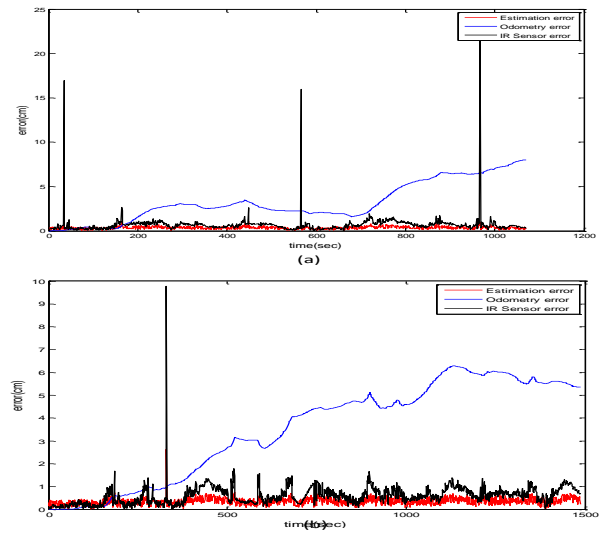 25
20
15
10
5
0
error(cm)
Estimation error
Odometry error
IR Sensor error
0 200 400 600 800 1000 1200
time(sec)
(a)
10
9
8
7
6
5
4
3
2
1
0
error(cm)
Estimation error
Odometry error
IR Sensor error
0 500 1000 1500
time(sec)
(b)